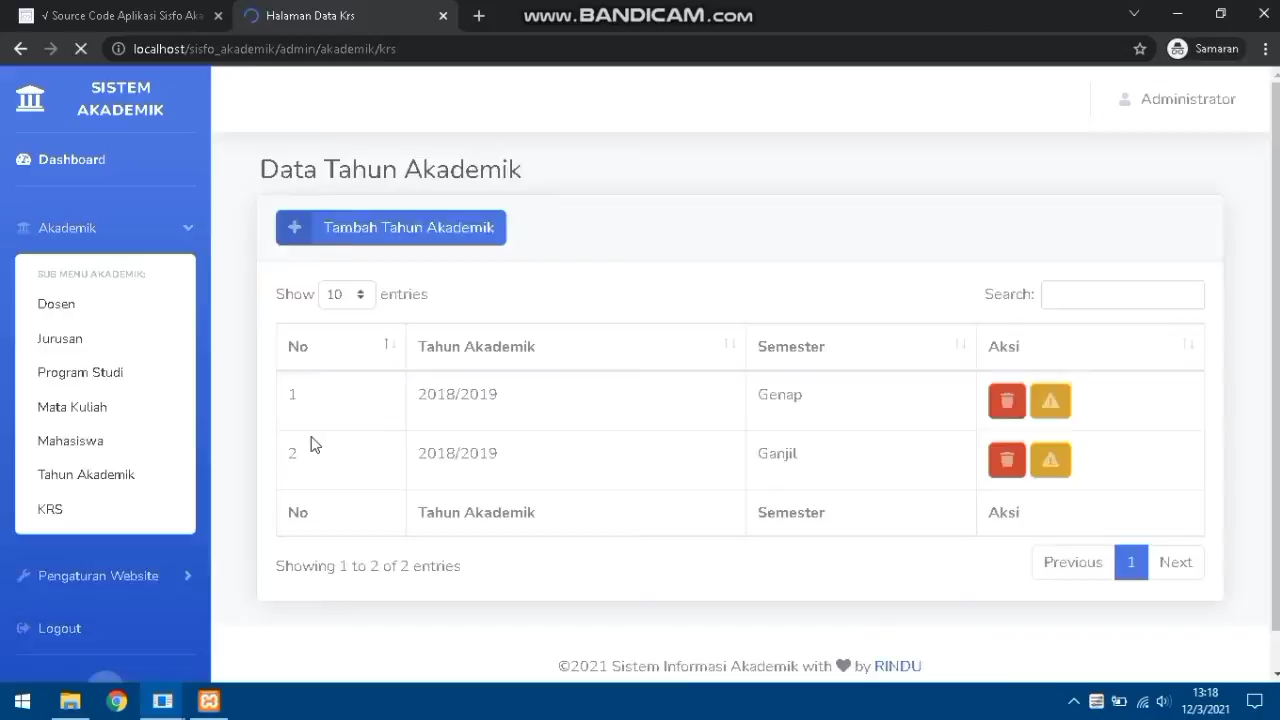 √ Source Code Aplikasi Sisfo Aka
Halaman Data Krs
www.BANDICAM.com
localhost/sisfo_akademik/admin/akademik/krs
Samaran
SISTEM
AKADEMIK
Administrator
Dashboard
Data Tahun Akademik
Akademik
Tambah Tahun Akademik
SUB MENU AKADEMIK:
Dosen
Jurusan
Program Studi
Mata Kuliah
Mahasiswa
Tahun Akademik
KRS
Show 10 entries
Search:
No Tahun Akademik Semester Aksi
1 2018/2019 Genap
2 2018/2019 Ganjil
No Tahun Akademik Semester Aksi
Showing 1 to 2 of 2 entries
Previous 1 Next
Pengaturan Website
Logout
©2021 Sistem Informasi Akademik with by RINDU
13:18
12/3/2021